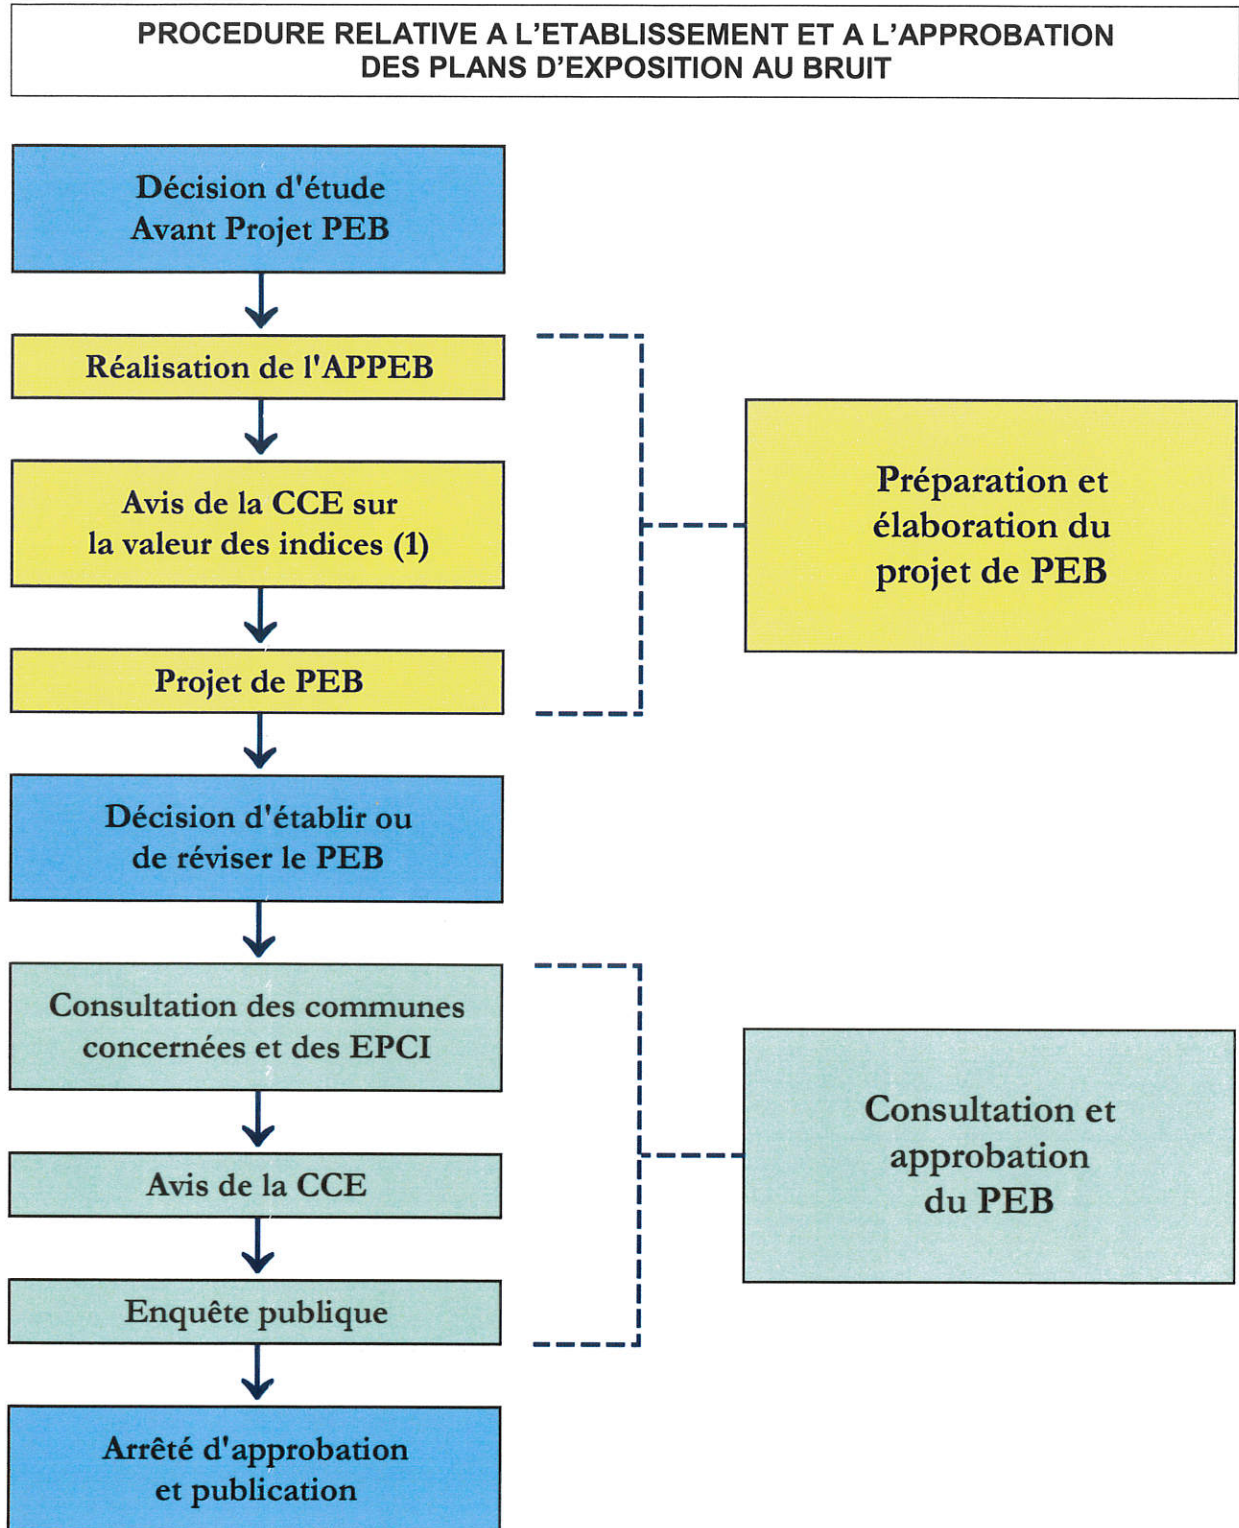 PROCEDURE RELATIVE A L'ETABLISSEMENT ET A L'APPROBATION
DES PLANS D'EXPOSITION AU BRUIT
Décision d'étude
Avant Projet PEB
Réalisation de l'APPEB
Avis de la CCE sur
la valeur des indices (1)
Projet de PEB
Préparation et
élaboration du
projet de PEB
Décision d'établir ou
de réviser le PEB
Consultation des communes
concernées et des EPCI
Avis de la CCE
Enquête publique
Consultation et
approbation
du PEB
Arrêté d'approbation
et publication